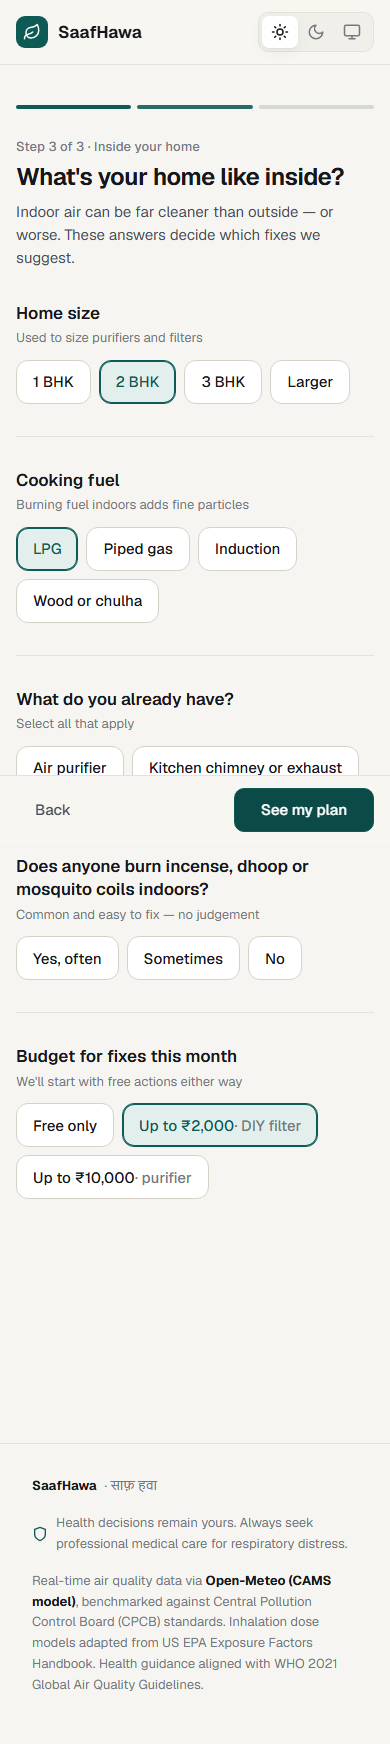 SaafHawa
Step 3 of 3 · Inside your home
What's your home like inside?
Indoor air can be far cleaner than outside — or
worse. These answers decide which fixes we
suggest.
Home size
Used to size purifiers and filters
1 BHK
2 BHK
3 BHK
Larger
Cooking fuel
Burning fuel indoors adds fine particles
LPG
Piped gas
Induction
Wood or chulha
What do you already have?
Select all that apply
Air purifier
Kitchen chimney or exhaust
Back
See my plan
Does anyone burn incense, dhoop or
mosquito coils indoors?
Common and easy to fix — no judgement
Yes, often
Sometimes
No
Budget for fixes this month
We'll start with free actions either way
Free only
Up to ₹2,000· DIY filter
Up to ₹10,000· purifier
SaafHawa · साफ़ हवा
Health decisions remain yours. Always seek
professional medical care for respiratory distress.
Real-time air quality data via Open-Meteo (CAMS
model), benchmarked against Central Pollution
Control Board (CPCB) standards. Inhalation dose
models adapted from US EPA Exposure Factors
Handbook. Health guidance aligned with WHO 2021
Global Air Quality Guidelines.